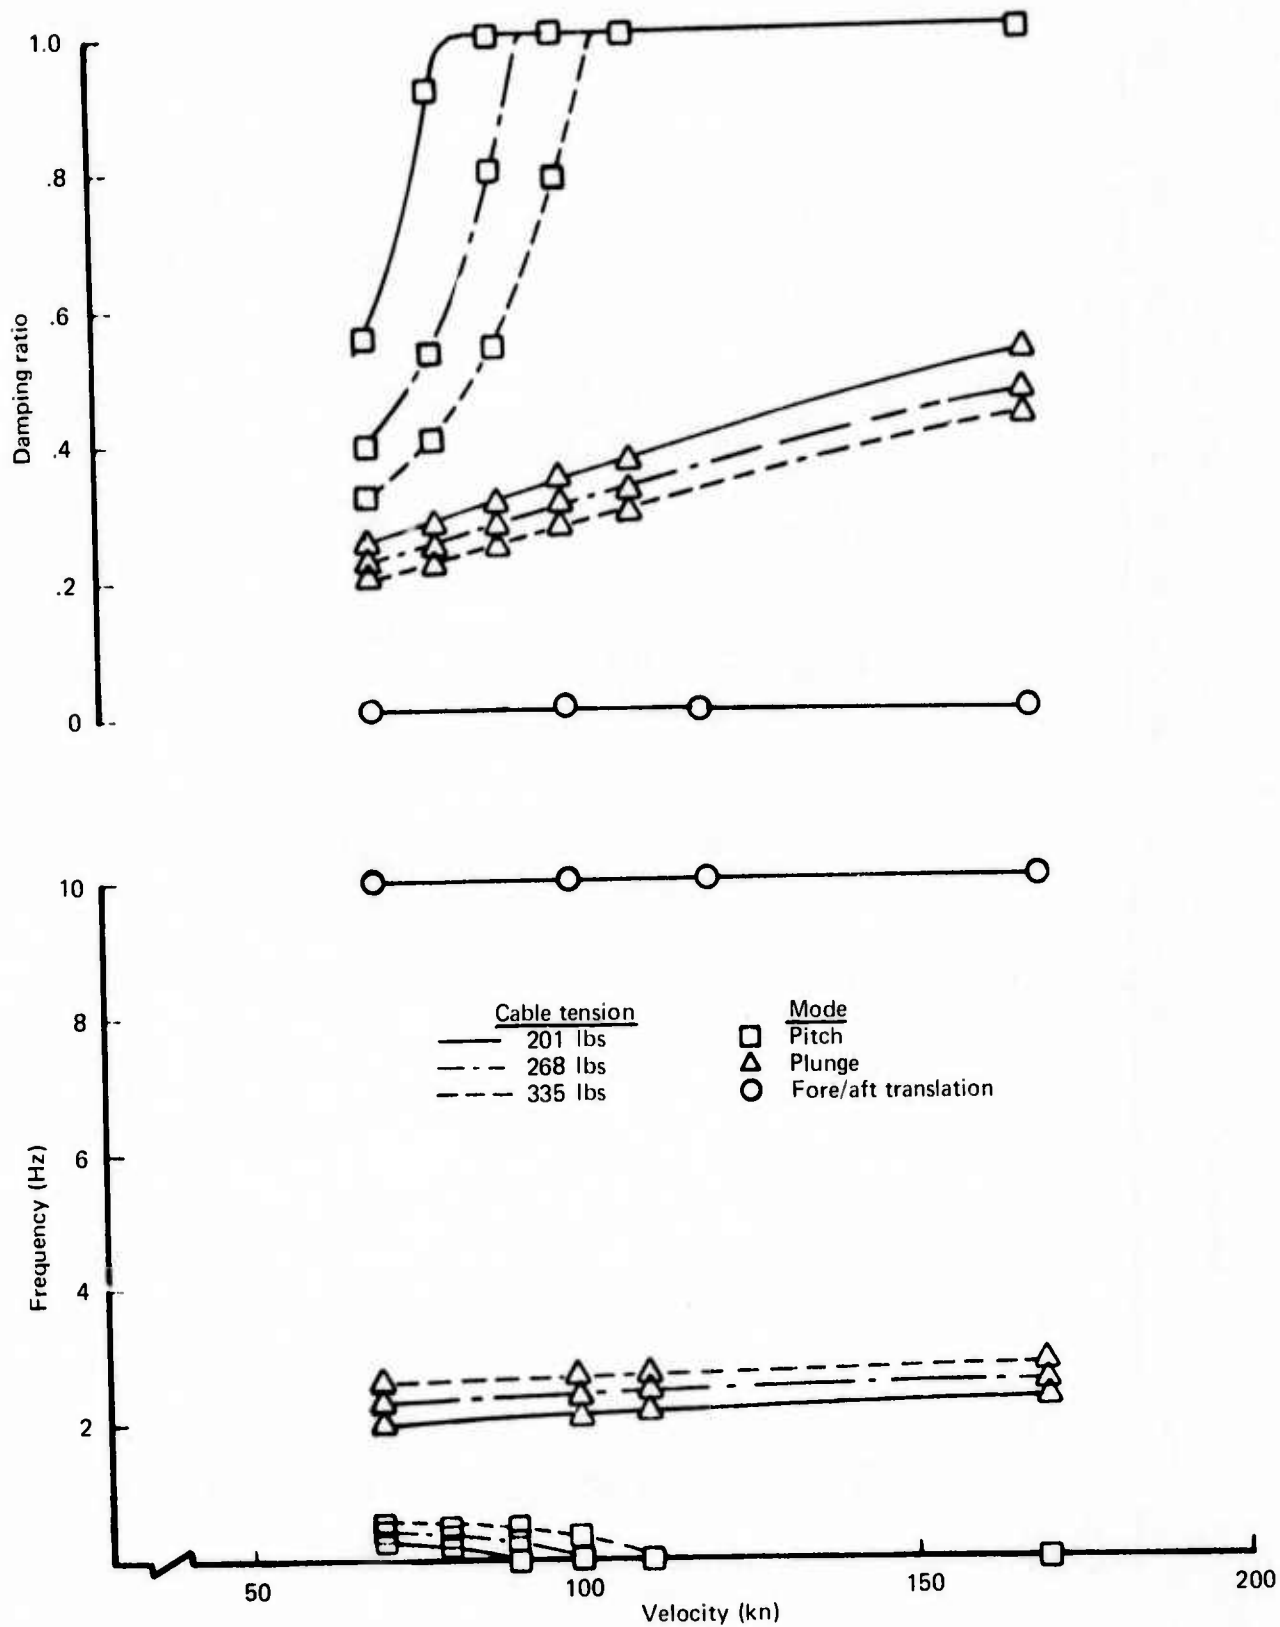 1.0
.8
.6
.4
.2
0
Damping ratio
10
8
6
4
2
Frequency (Hz)
Cable tension
201 lbs
268 lbs
335 lbs
Mode
Pitch
Plunge
Fore/aft translation
50
100
150
200
Velocity (kn)